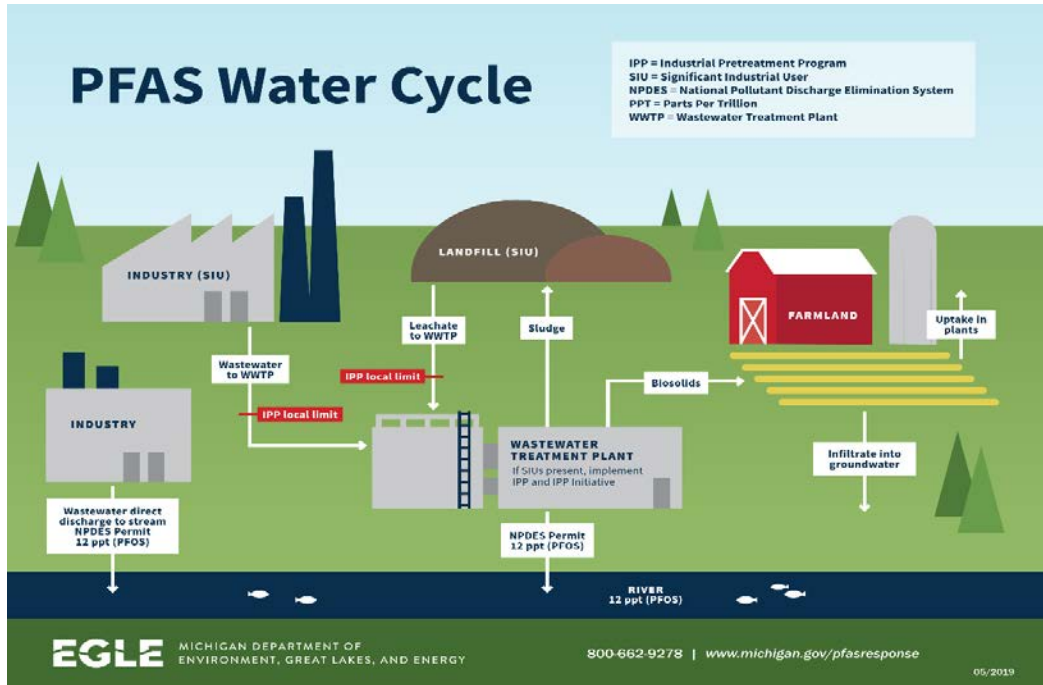 PFAS Water Cycle
IPP = Industrial Pretreatment Program
SIU = Significant Industrial User
NPDES = National Pollutant Discharge Elimination System
PPT = Parts Per Trillion
WWTP = Wastewater Treatment Plant
INDUSTRY (SIU)
LANDFILL (SIU)
FARMLAND
Leachate
to WWTP
Sludge
Uptake in
plants
Wastewater
to WWTP
IPP local limit
Biosolids
IPP local limit
INDUSTRY
WASTEWATER
TREATMENT PLANT
If SIUs present, implement
IPP and IPP Initiative
Infiltrate into
groundwater
Wastewater direct
discharge to stream
NPDES Permit
12 ppt (PFOS)
NPDES Permit
12 ppt (PFOS)
RIVER
12 ppt (PFOS)
EGLE
MICHIGAN DEPARTMENT OF
ENVIRONMENT, GREAT LAKES, AND ENERGY
800-662-9278 | www.michigan.gov/pfasresponse
05/2019